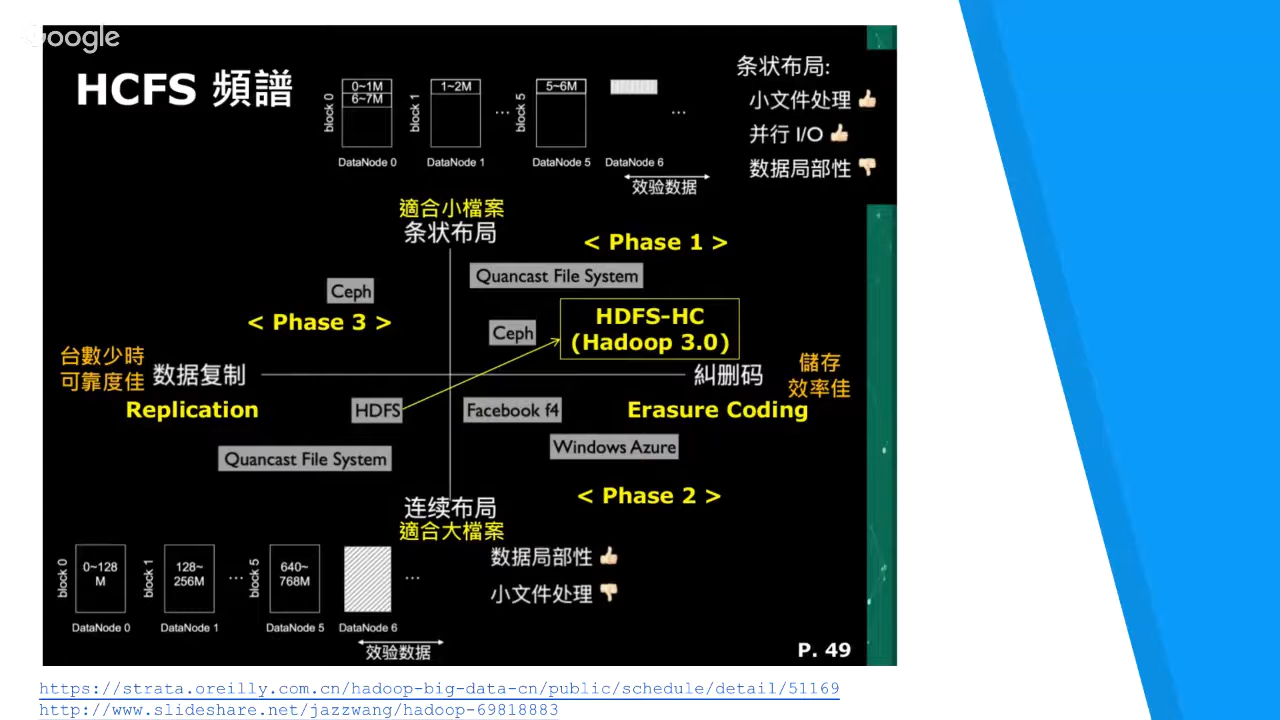 Google
HCFS 頻譜
block 0
0~1M
6~7M
DataNode 0
block 1
1~2M
DataNode 1
...
block 5
5~6M
DataNode 5
DataNode 6
...
效验数据
条状布局:
小文件处理 👍🏻
并行 I/O 👍🏻
数据局部性 👎🏻
適合小檔案
条状布局
< Phase 1 >
Quancast File System
Ceph
< Phase 3 >
Ceph
HDFS-HC
(Hadoop 3.0)
台數少時
可靠度佳
数据复制
Replication
糾删码
Erasure Coding
儲存
效率佳
HDFS
Facebook f4
Windows Azure
Quancast File System
< Phase 2 >
连续布局
適合大檔案
数据局部性 👍🏻
小文件处理 👎🏻
block 0
0~128
M
DataNode 0
block 1
128~
256M
DataNode 1
...
block 5
640~
768M
DataNode 5
DataNode 6
...
效验数据
P. 49
https://strata.oreilly.com.cn/hadoop-big-data-cn/public/schedule/detail/51169
http://www.slideshare.net/jazzwang/hadoop-69818883